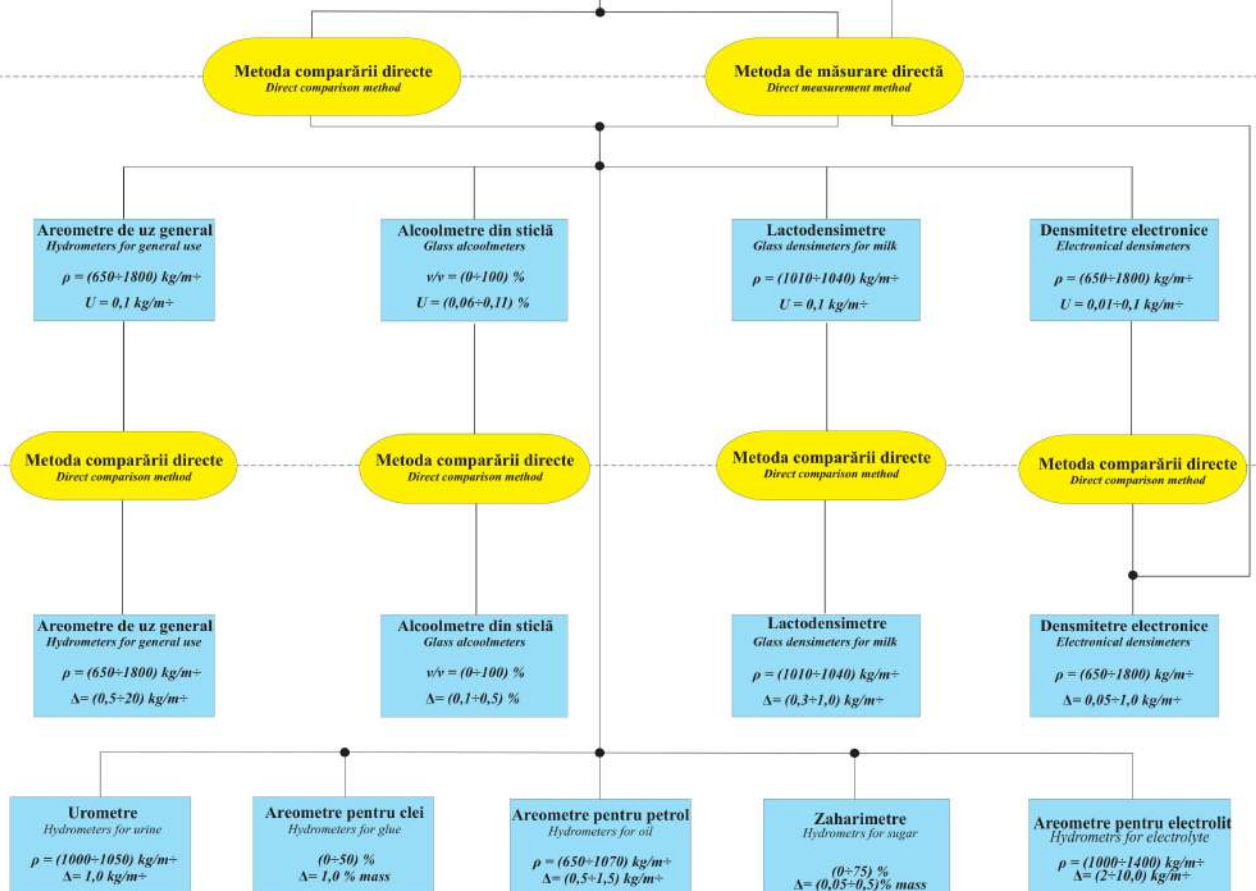 Metoda comparării directe
Direct comparison method
Metoda de măsurare directă
Direct measurement method
Areometre de uz general
Hydrometers for general use
ρ = (650÷1800) kg/m÷
U = 0,1 kg/m÷
Alcoolmetre din sticlă
Glass alcoolmeters
v/v = (0÷100) %
U = (0,06÷0,11) %
Lactodensimetre
Glass densimeters for milk
ρ = (1010÷1040) kg/m÷
U = 0,1 kg/m÷
Densmitetre electronice
Electronical densimeters
ρ = (650÷1800) kg/m÷
U = 0,01÷0,1 kg/m÷
Metoda comparării directe
Direct comparison method
Metoda comparării directe
Direct comparison method
Metoda comparării directe
Direct comparison method
Metoda comparării directe
Direct comparison method
Areometre de uz general
Hydrometers for general use
ρ = (650÷1800) kg/m÷
Δ= (0,5÷20) kg/m÷
Alcoolmetre din sticlă
Glass alcoolmeters
v/v = (0÷100) %
Δ= (0,1÷0,5) %
Lactodensimetre
Glass densimeters for milk
ρ = (1010÷1040) kg/m÷
Δ= (0,3÷1,0) kg/m÷
Densmitetre electronice
Electronical densimeters
ρ = (650÷1800) kg/m÷
Δ= 0,05÷1,0 kg/m÷
Urometre
Hydrometers for urine
ρ = (1000÷1050) kg/m÷
Δ= 1,0 kg/m÷
Areometre pentru clei
Hydrometers for glue
(0÷50) %
Δ= 1,0 % mass
Areometre pentru petrol
Hydrometers for oil
ρ = (650÷1070) kg/m÷
Δ= (0,5÷1,5) kg/m÷
Zaharimetre
Hydrometrs for sugar
(0÷75) %
Δ= (0,05÷0,5)% mass
Areometre pentru electrolit
Hydrometrs for electrolyte
ρ = (1000÷1400) kg/m÷
Δ= (2÷10,0) kg/m÷